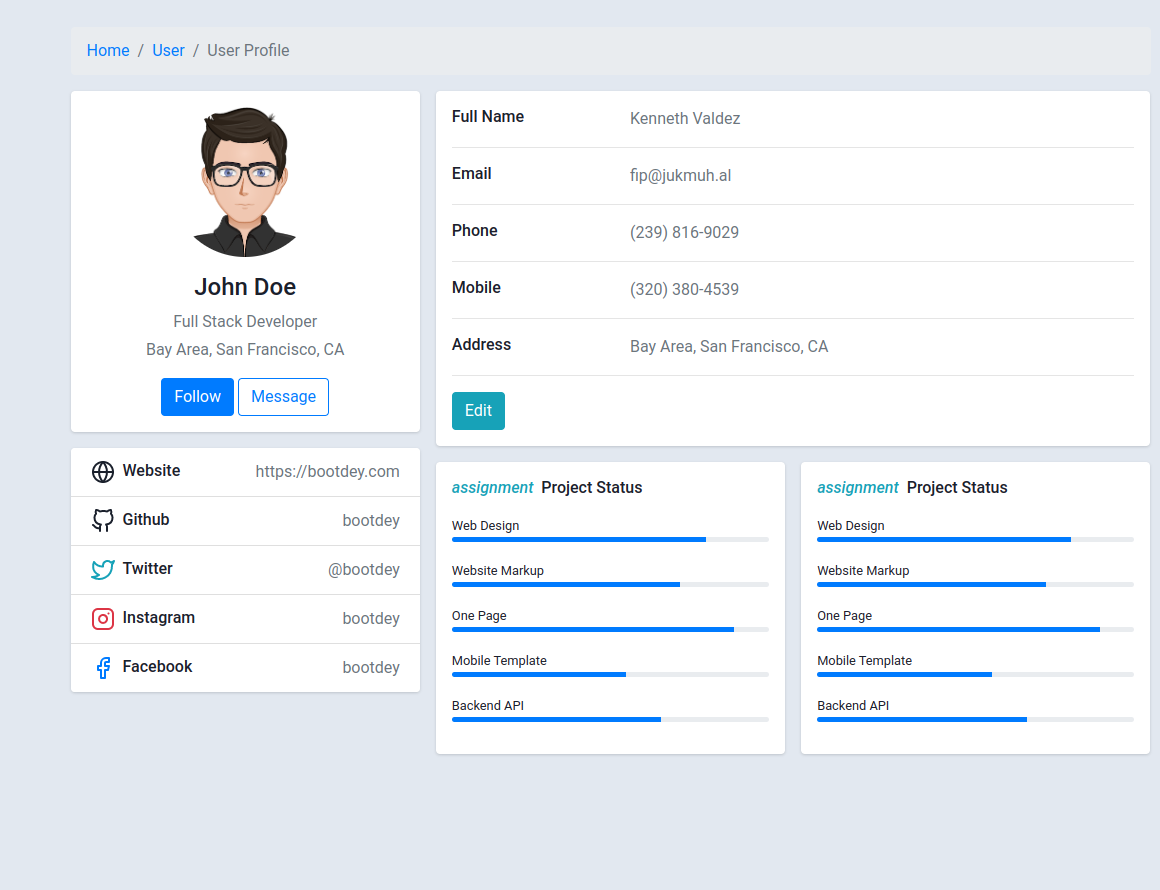 Home / User / User Profile
John Doe
Full Stack Developer
Bay Area, San Francisco, CA
Follow Message
Website https://bootdey.com
Github bootdey
Twitter @bootdey
Instagram bootdey
Facebook bootdey
Full Name Kenneth Valdez
Email fip@jukmuh.al
Phone (239) 816-9029
Mobile (320) 380-4539
Address Bay Area, San Francisco, CA
Edit
assignment Project Status
Web Design
Website Markup
One Page
Mobile Template
Backend API
assignment Project Status
Web Design
Website Markup
One Page
Mobile Template
Backend API